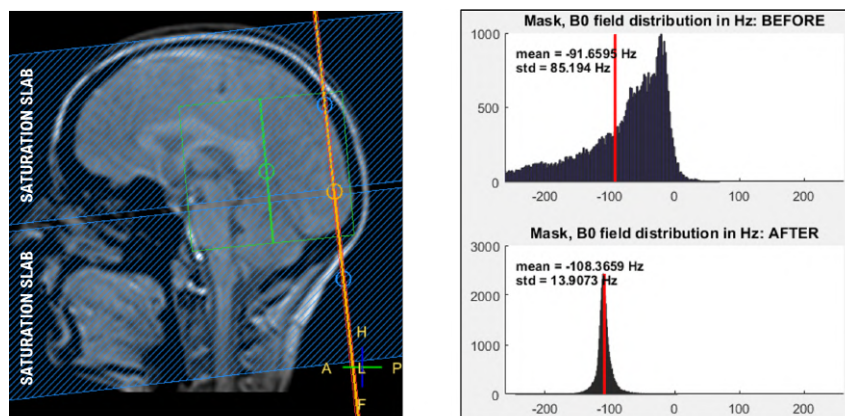 SATURATION SLAB
SATURATION SLAB
H
A L P
F
Mask, B0 field distribution in Hz: BEFORE
mean = -91.6595 Hz
std = 85.194 Hz
1000
500
0
-200 -100 0 100 200
Mask, B0 field distribution in Hz: AFTER
mean = -108.3659 Hz
std = 13.9073 Hz
3000
2000
1000
0
-200 -100 0 100 200